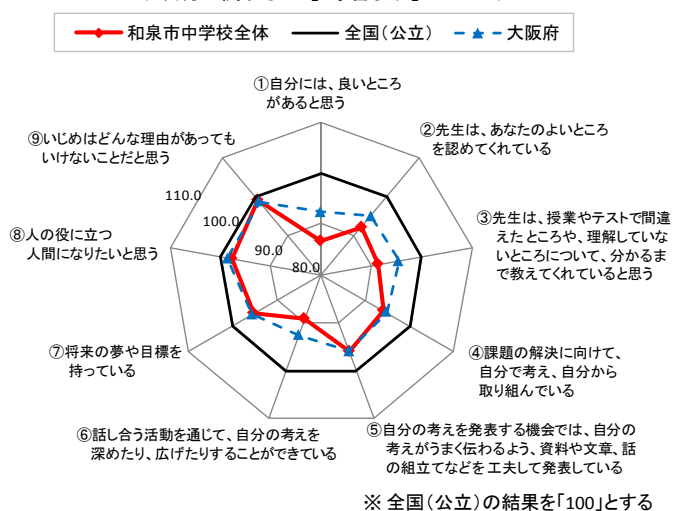 和泉市中学校全体
全国(公立)
大阪府
①自分には、良いところ
があると思う
②先生は、あなたのよいところ
を認めてくれている
③先生は、授業やテストで間違
えたところや、理解していな
いところについて、分かるま
で教えてくれていると思う
④課題の解決に向けて、
自分で考え、自分から
取り組んでいる
⑤自分の考えを発表する機会では、自分の
考えがうまく伝わるよう、資料や文章、話
の組立てなどを工夫して発表している
⑥話し合う活動を通じて、自分の考えを
深めたり、広げたりすることができている
⑦将来の夢や目標を
持っている
⑧人の役に立つ
人間になりたいと思う
⑨いじめはどんな理由があっても
いけないことだと思う
110.0
100.0
90.0
80.0
※ 全国(公立)の結果を「100」とする